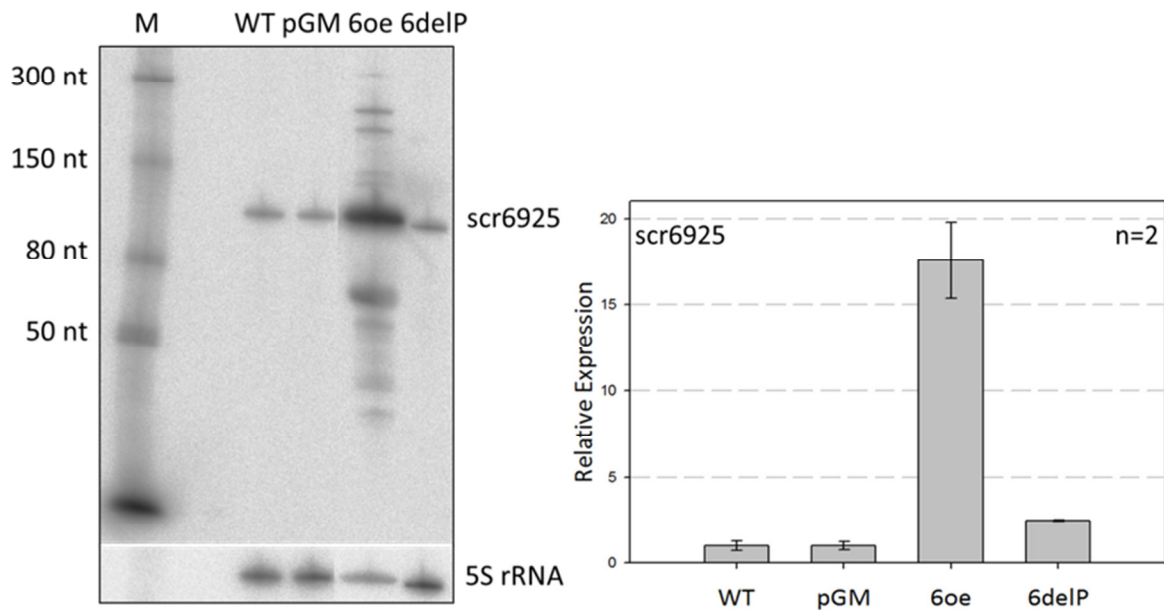 M WT pGM 6oe 6delP
300 nt
150 nt
80 nt
50 nt
scr6925
5S rRNA
scr6925 n=2
Relative Expression
20
15
10
5
0
WT pGM 6oe 6delP